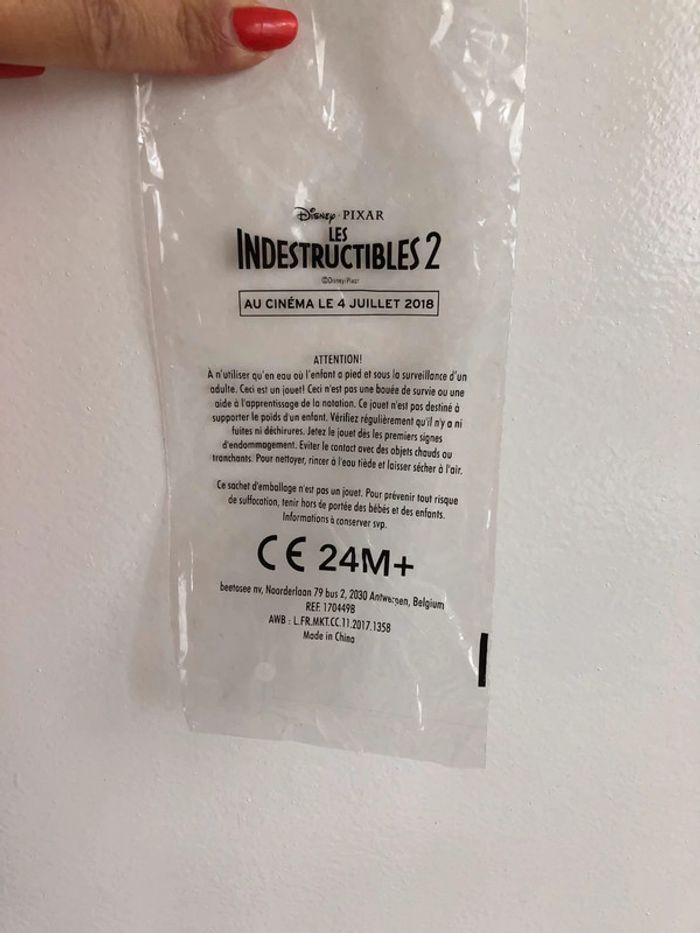 Disney · PIXAR
LES
INDESTRUCTIBLES 2
©Disney/Pixar
AU CINÉMA LE 4 JUILLET 2018
ATTENTION!
À n'utiliser qu'en eau où l'enfant a pied et sous la surveillance d'un
adulte. Ceci est un jouet! Ceci n'est pas une bouée de survie ou une
aide à l'apprentissage de la natation. Ce jouet n'est pas destiné à
supporter le poids d'un enfant. Vérifiez régulièrement qu'il n'y a ni
fuites ni déchirures. Jetez le jouet dès les premiers signes
d'endommagement. Eviter le contact avec des objets chauds ou
tranchants. Pour nettoyer, rincer à l'eau tiède et laisser sécher à l'air.
Ce sachet d'emballage n'est pas un jouet. Pour prévenir tout risque
de suffocation, tenir hors de portée des bébés et des enfants.
Informations à conserver svp.
CE 24M+
beetosee nv, Noorderlaan 79 bus 2, 2030 Antwerpen, Belgium
REF. 170449B
AWB : L.FR.MKT.CC.11.2017.1358
Made in China